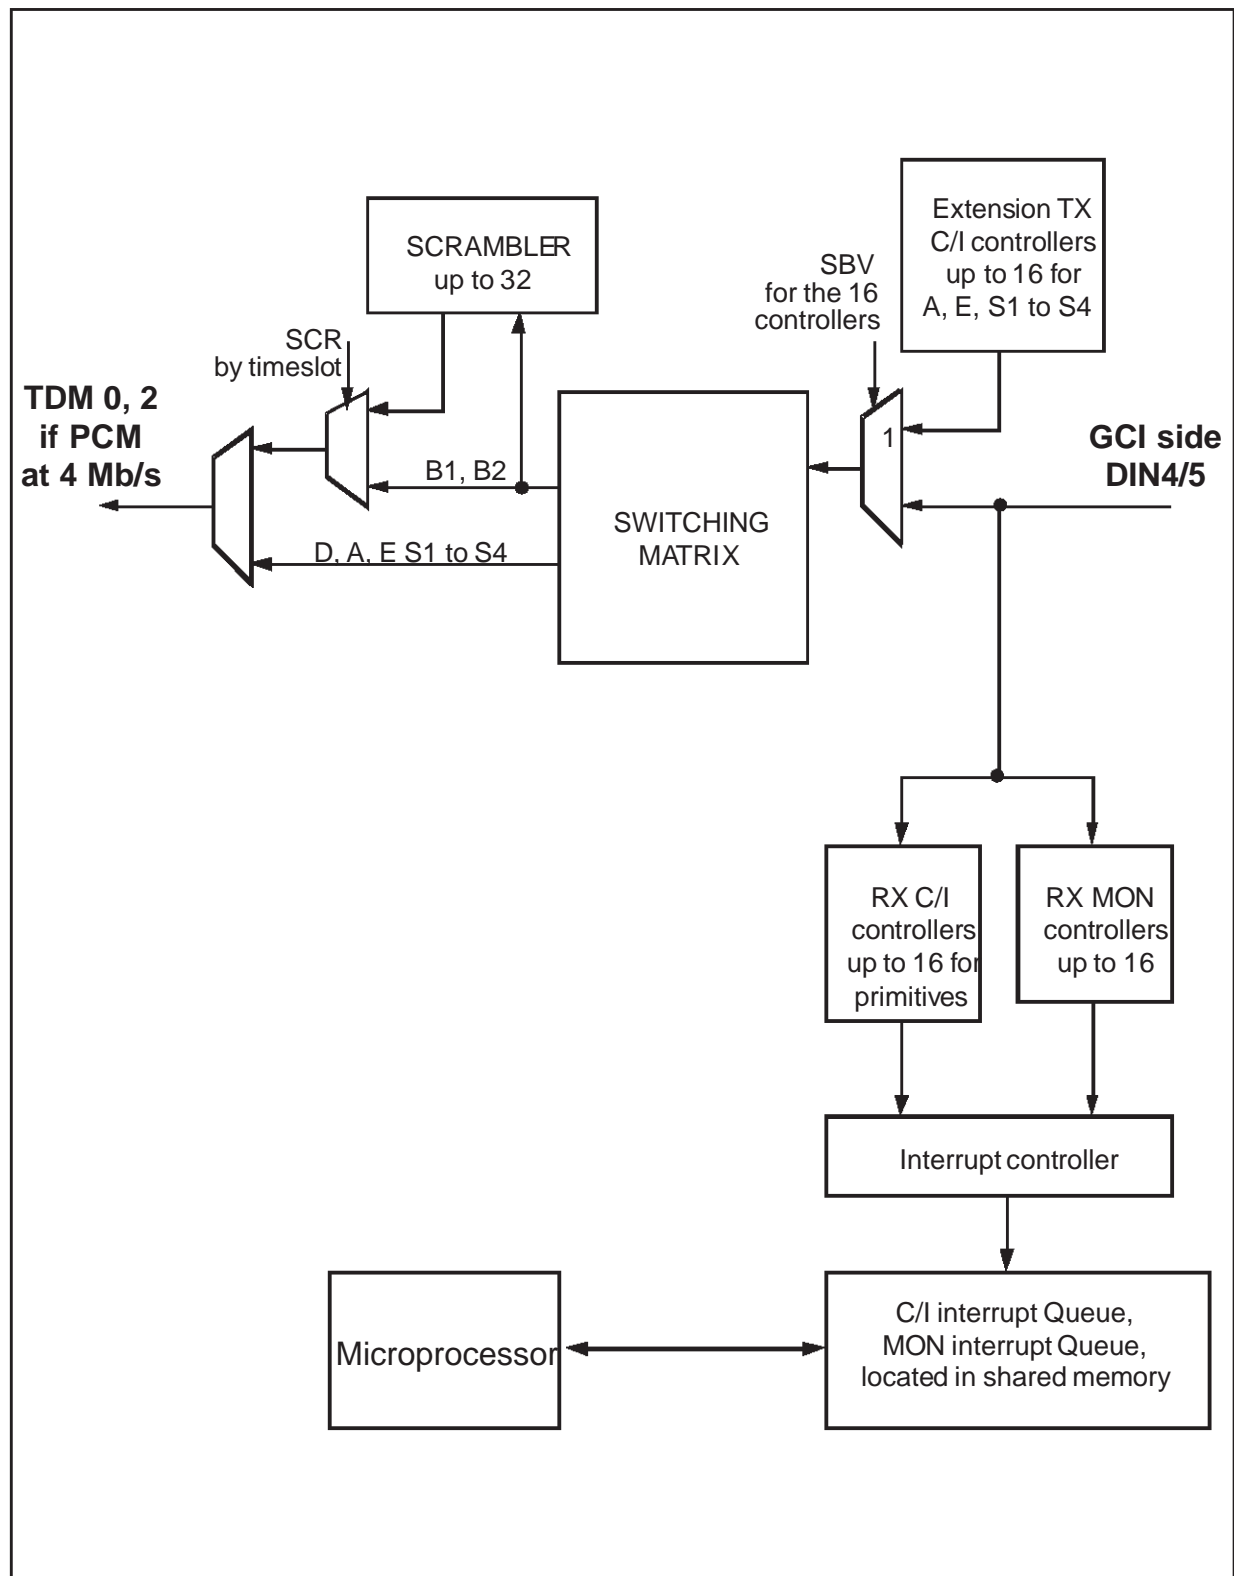 Extension TX
C/I controllers
up to 16 for
A, E, S1 to S4
SCRAMBLER
up to 32
SBV
for the 16
controllers
SCR
by timeslot
TDM 0, 2
if PCM
at 4 Mb/s
1
GCI side
DIN4/5
B1, B2
SWITCHING
MATRIX
D, A, E S1 to S4
RX C/I
controllers
up to 16 for
primitives
RX MON
controllers
up to 16
Interrupt controller
C/I interrupt Queue,
MON interrupt Queue,
located in shared memory
Microprocessor